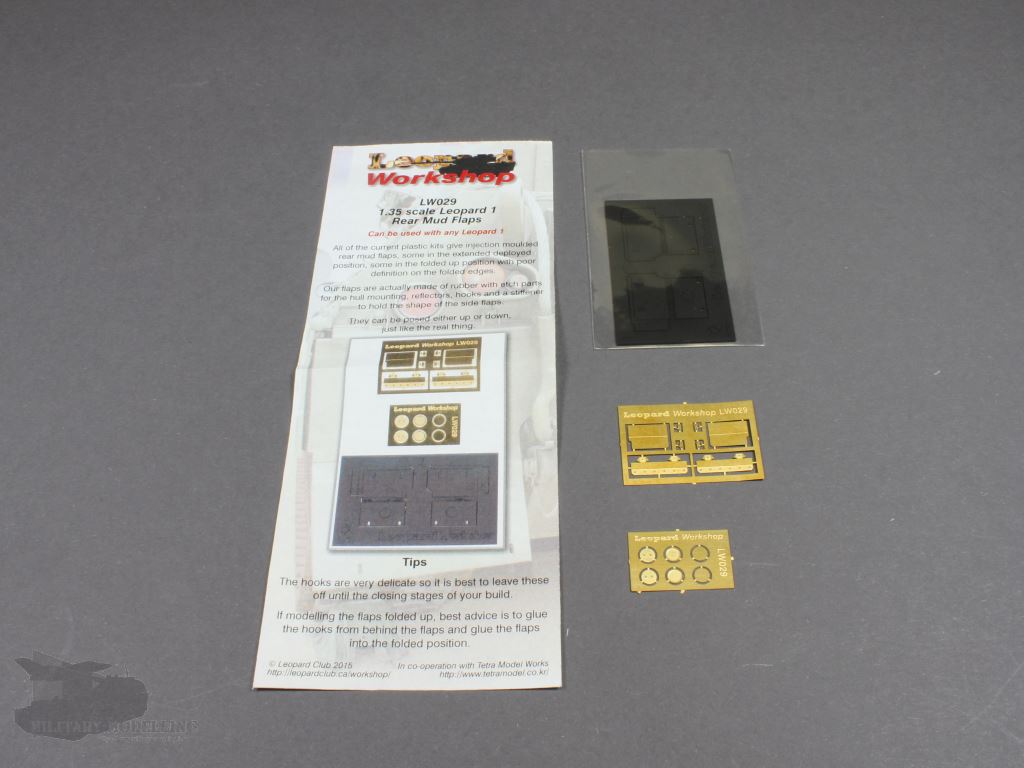 Leopard
Workshop
LW029
1.35 scale Leopard 1
Rear Mud Flaps
Can be used with any Leopard 1
All of the current plastic kits give injection moulded
rear mud flaps, some in the extended deployed
position, some in the folded up position with poor
definition on the folded edges.
Our flaps are actually made of rubber with etch parts
for the hull mounting, reflectors, hooks and a stiffener
to hold the shape of the side flaps.
They can be posed either up or down,
just like the real thing.
Leopard Workshop LW029
Leopard Workshop
LW029
Leopard Workshop
Tips
The hooks are very delicate so it is best to leave these
off until the closing stages of your build.
If modelling the flaps folded up, best advice is to glue
the hooks from behind the flaps and glue the flaps
into the folded position.
© Leopard Club 2015
http://leopardclub.ca/workshop/
In co-operation with Tetra Model Works
http://www.tetramodel.co.kr/
Leopard Workshop LW029
Leopard Workshop
LW029
MILITARY-MODELLING